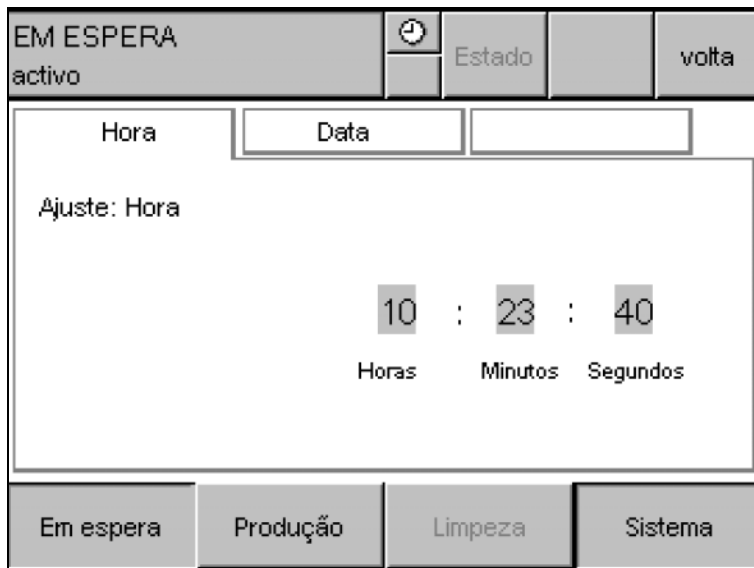 EM ESPERA
activo
Estado
volta
Hora
Data
Ajuste: Hora
10 : 23 : 40
Horas Minutos Segundos
Em espera
Produção
Limpeza
Sistema